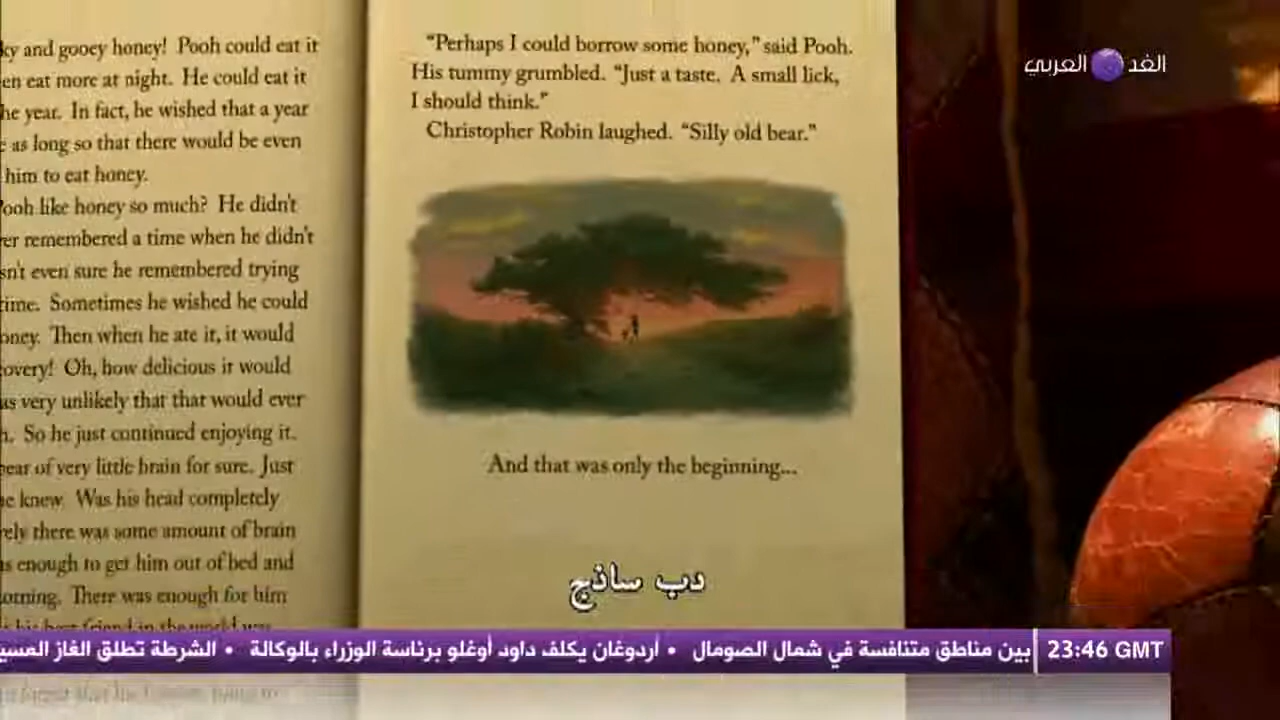 ky and gooey honey! Pooh could eat it
en eat more at night. He could eat it
he year. In fact, he wished that a year
e as long so that there would be even
him to eat honey.
Pooh like honey so much? He didn't
er remembered a time when he didn't
sn't even sure he remembered trying
time. Sometimes he wished he could
oney. Then when he ate it, it would
overy! Oh, how delicious it would
as very unlikely that that would ever
h. So he just continued enjoying it.
bear of very little brain for sure. Just
he knew. Was his head completely
rely there was some amount of brain
as enough to get him out of bed and
orning. There was enough for him
his best friend in the world was
“Perhaps I could borrow some honey,” said Pooh.
His tummy grumbled. “Just a taste. A small lick,
I should think.”
Christopher Robin laughed. “Silly old bear.”
And that was only the beginning...
الغد العربي
دب ساذج
23:46 GMT
بين مناطق متنافسة في شمال الصومال • أردوغان يكلف داود أوغلو برئاسة الوزراء بالوكالة • الشرطة تطلق الغاز المسي